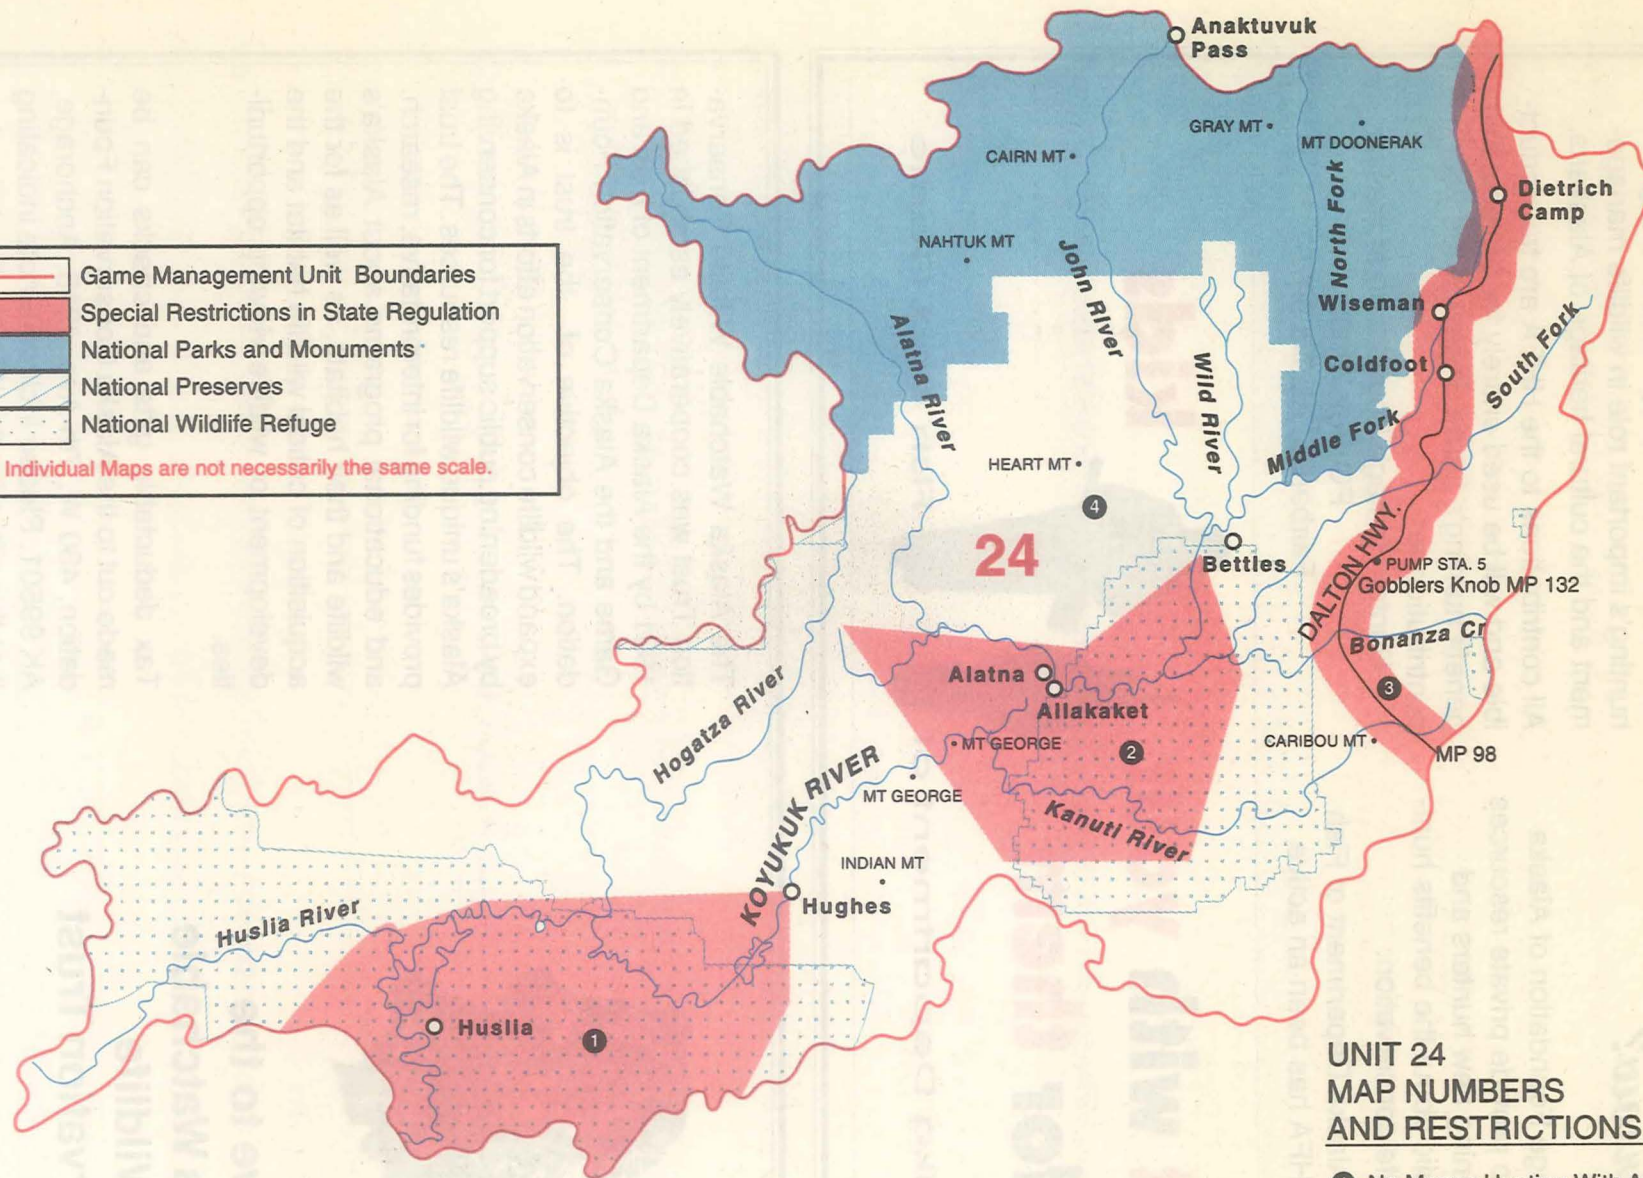 Anaktuvuk
Pass
GRAY MT
MT DOONERAK
CAIRN MT
North Fork
Dietrich
Camp
NAHTUK MT
John River
Game Management Unit Boundaries
Special Restrictions in State Regulation
National Parks and Monuments
National Preserves
National Wildlife Refuge
Individual Maps are not necessarily the same scale.
Alatna River
Wild River
Wiseman
Coldfoot
South Fork
Middle Fork
HEART MT
4
24
Bettles
DALTON HWY.
PUMP STA. 5
Gobblers Knob MP 132
Bonanza Cr
3
Alatna
Allakaket
Hogatza River
MT GEORGE
2
CARIBOU MT
MP 98
MT GEORGE
KOYUKUK RIVER
Kanuti River
INDIAN MT
Hughes
Huslia River
Huslia
1
UNIT 24
MAP NUMBERS
AND RESTRICTIONS